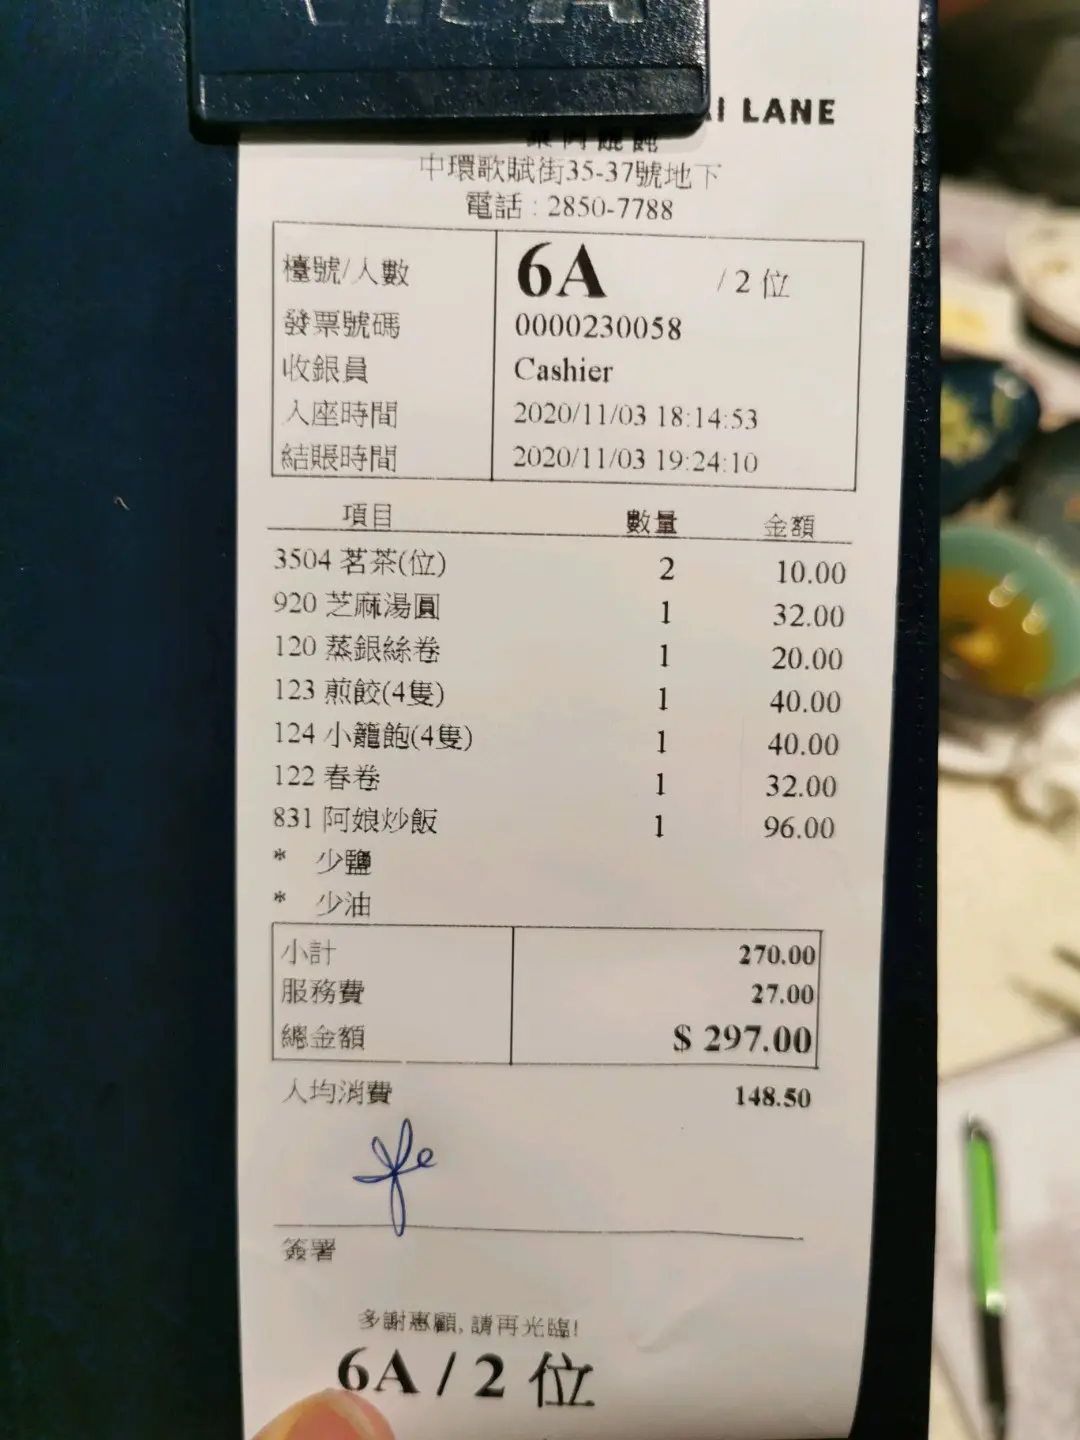 LANE
中環歌賦街35-37號地下
電話 : 2850-7788
檯號/人數 6A / 2 位
發票號碼 0000230058
收銀員 Cashier
入座時間 2020/11/03 18:14:53
結賬時間 2020/11/03 19:24:10
項目 數量 金額
3504 茗茶(位) 2 10.00
920 芝麻湯圓 1 32.00
120 蒸銀絲卷 1 20.00
123 煎餃(4隻) 1 40.00
124 小籠飽(4隻) 1 40.00
122 春卷 1 32.00
831 阿娘炒飯 1 96.00
* 少鹽
* 少油
小計 270.00
服務費 27.00
總金額 $ 297.00
人均消費 148.50
簽署
多謝惠顧, 請再光臨!
6A / 2 位